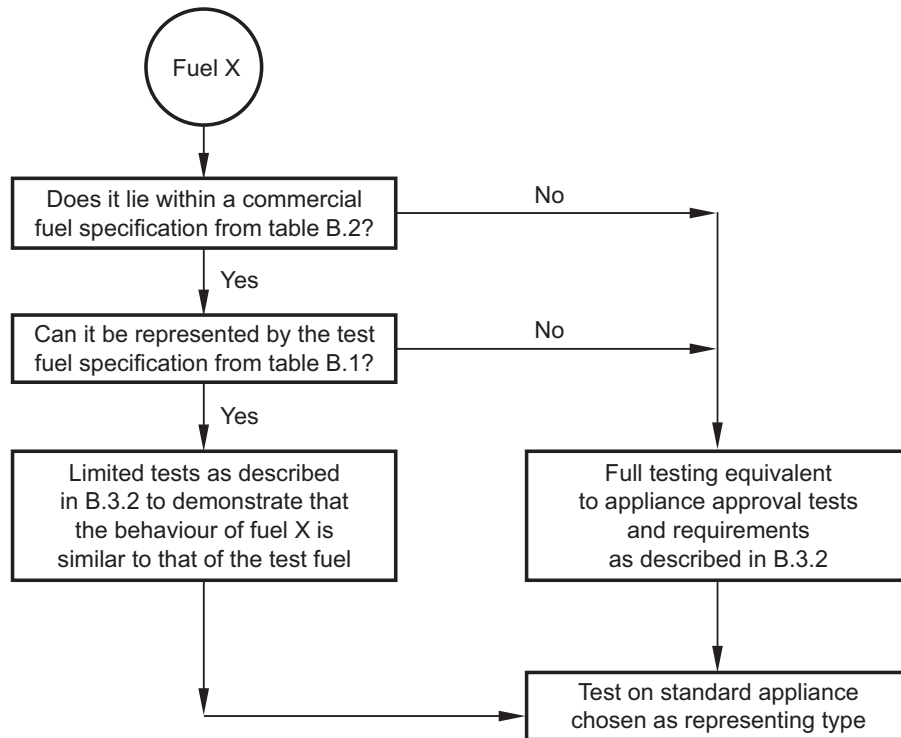 Fuel X
Does it lie within a commercial
fuel specification from table B.2?
No
Yes
Can it be represented by the test
fuel specification from table B.1?
No
Yes
Limited tests as described
in B.3.2 to demonstrate that
the behaviour of fuel X is
similar to that of the test fuel
Full testing equivalent
to appliance approval tests
and requirements
as described in B.3.2
Test on standard appliance
chosen as representing type